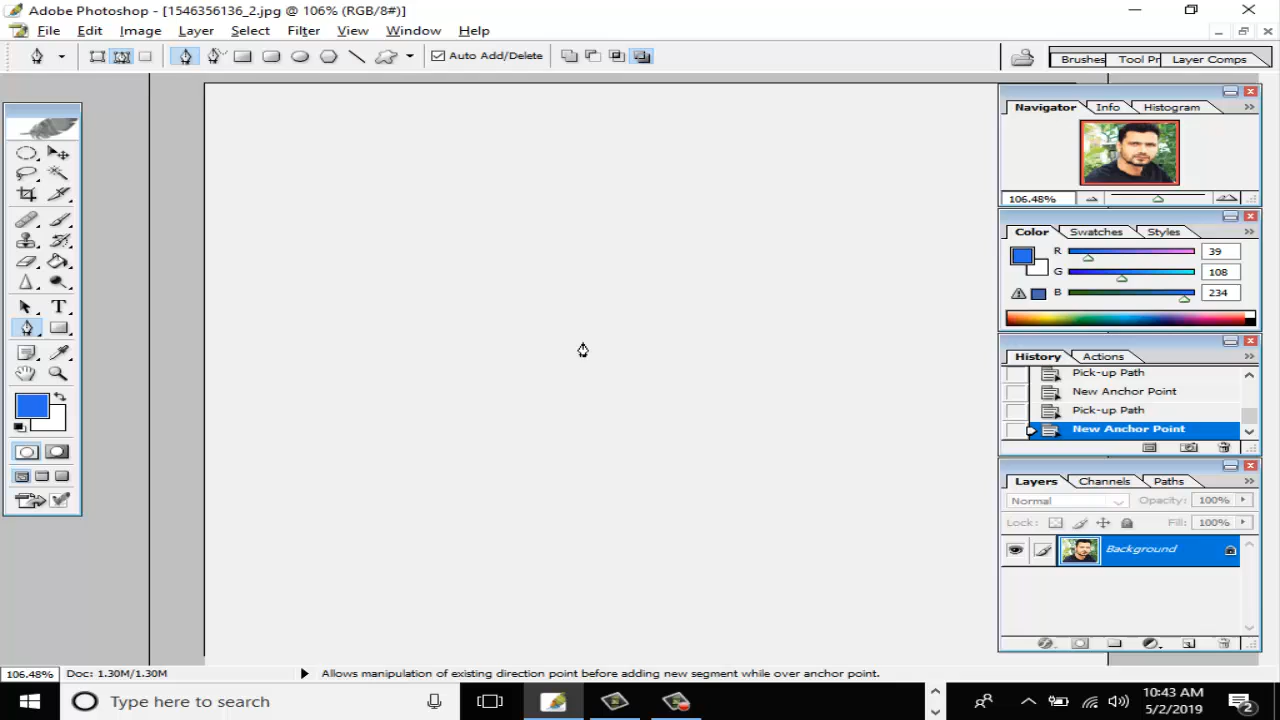 Adobe Photoshop - [1546356136_2.jpg @ 106% (RGB/8#)]
File Edit Image Layer Select Filter View Window Help
Auto Add/Delete
Brushes Tool Pr Layer Comps
Navigator Info Histogram
106.48%
Color Swatches Styles
R 39
G 108
B 234
T
History Actions
Pick-up Path
New Anchor Point
Pick-up Path
New Anchor Point
Layers Channels Paths
Normal Opacity: 100%
Lock: Fill: 100%
Background
106.48% Doc: 1.30M/1.30M Allows manipulation of existing direction point before adding new segment while over anchor point.
Type here to search
10:43 AM
5/2/2019
2